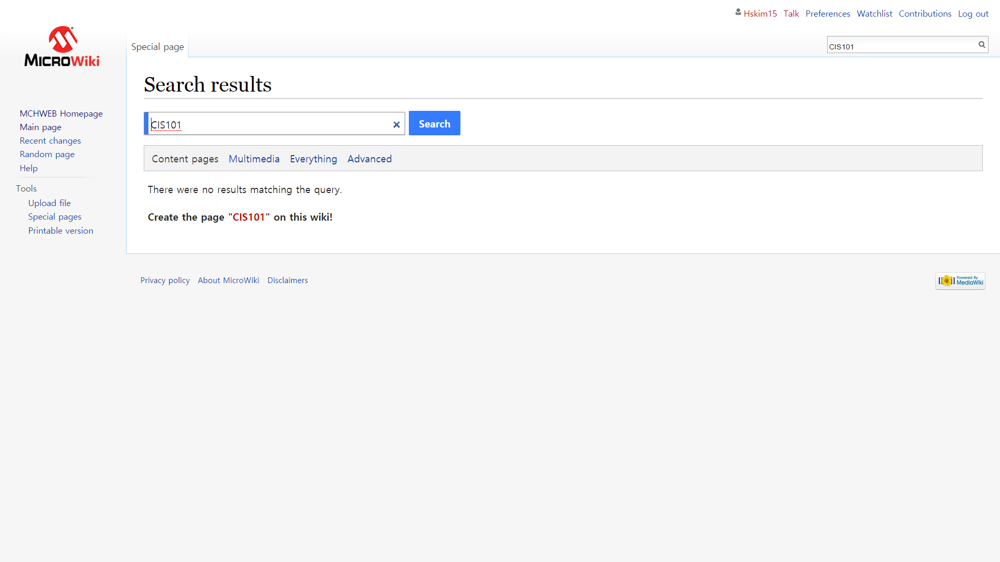 Hskim15 Talk Preferences Watchlist Contributions Log out
MICROWiki
Special page
CIS101
Search results
MCHWEB Homepage
Main page
Recent changes
Random page
Help
Tools
Upload file
Special pages
Printable version
CIS101
Search
Content pages Multimedia Everything Advanced
There were no results matching the query.
Create the page "CIS101" on this wiki!
Privacy policy About MicroWiki Disclaimers
Powered By
MediaWiki